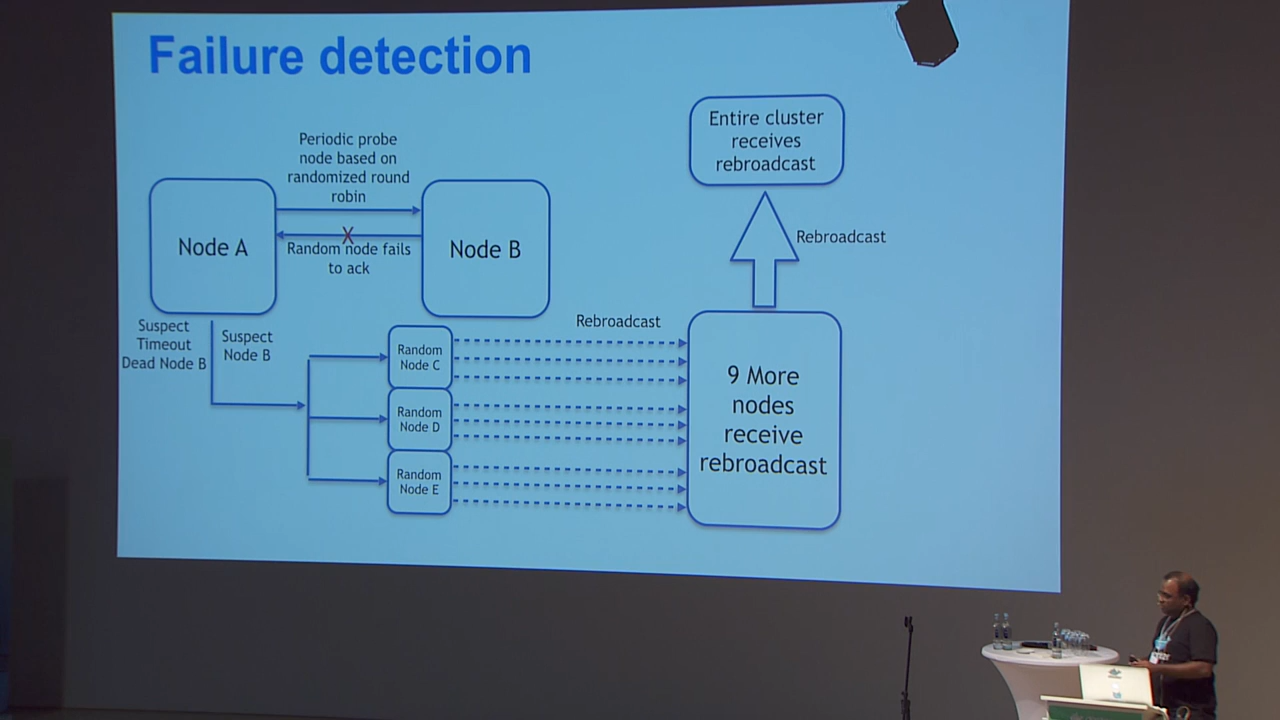 Failure detection
Periodic probe
node based on
randomized round
robin
Node A
X
Random node fails
to ack
Node B
Suspect
Timeout
Dead Node B
Suspect
Node B
Random
Node C
Random
Node D
Random
Node E
Rebroadcast
9 More
nodes
receive
rebroadcast
Rebroadcast
Entire cluster
receives
rebroadcast